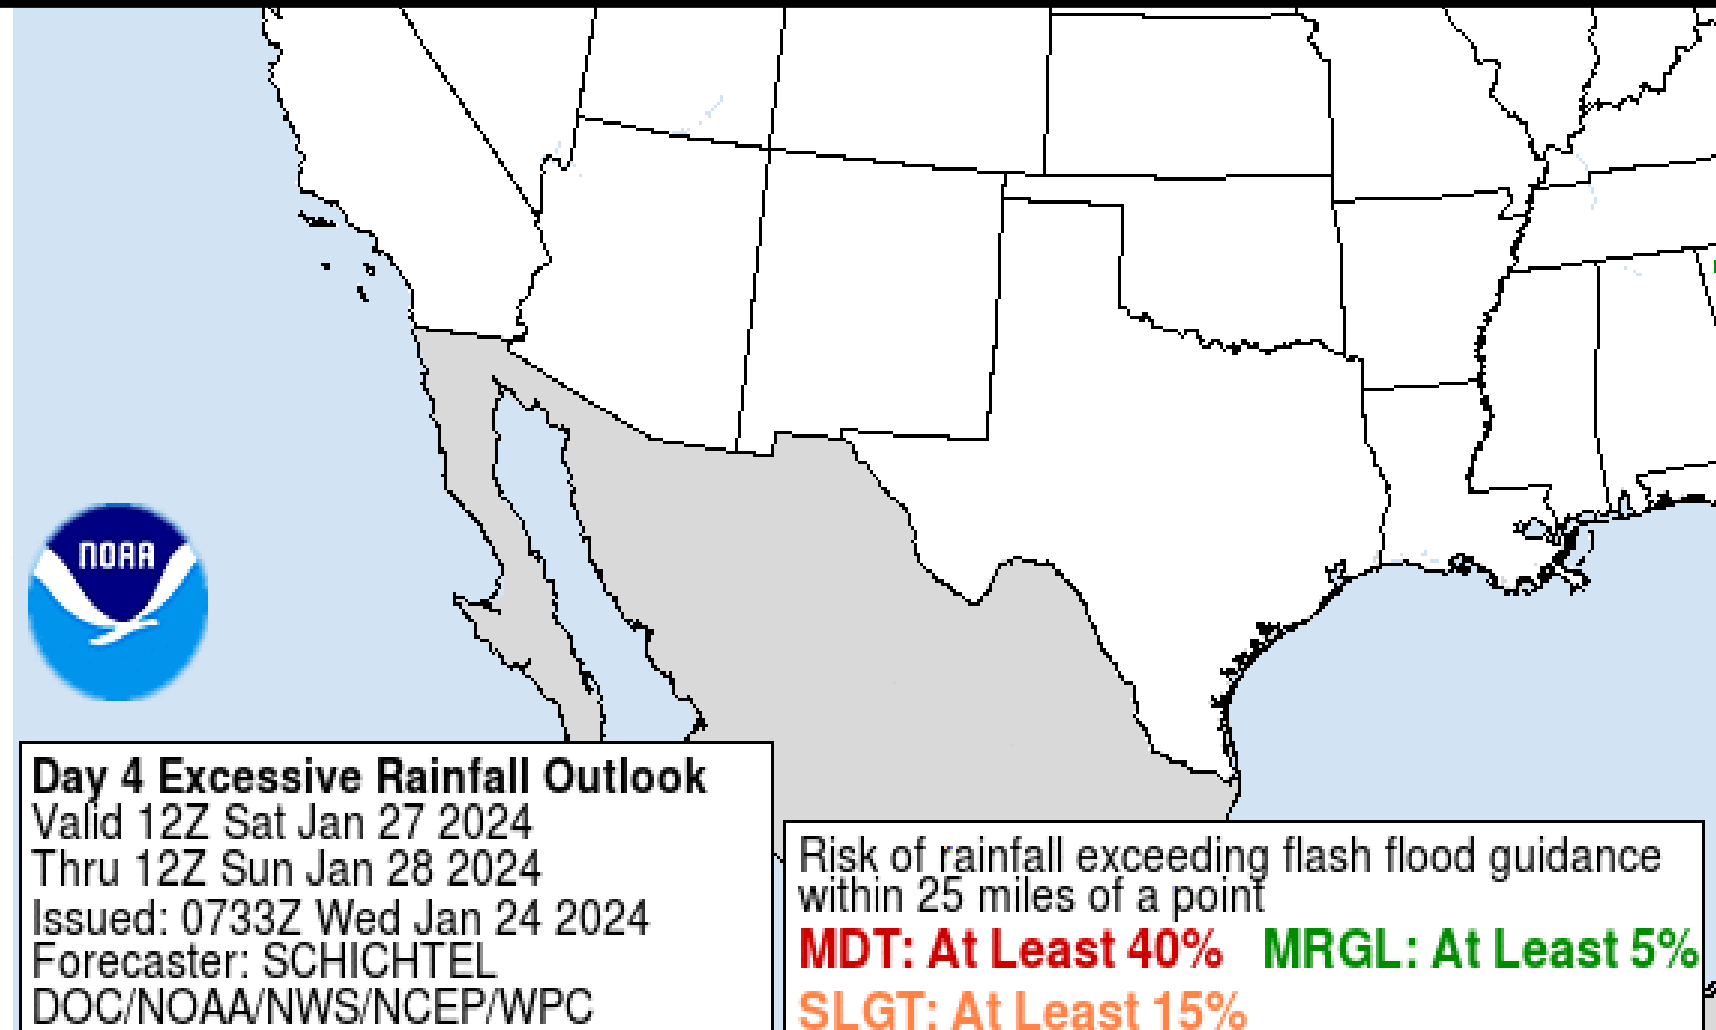 NOAA
Day 4 Excessive Rainfall Outlook
Valid 12Z Sat Jan 27 2024
Thru 12Z Sun Jan 28 2024
Issued: 0733Z Wed Jan 24 2024
Forecaster: SCHICHTEL
DOC/NOAA/NWS/NCEP/WPC
Risk of rainfall exceeding flash flood guidance
within 25 miles of a point
MDT: At Least 40% MRGL: At Least 5%
SLGT: At Least 15%